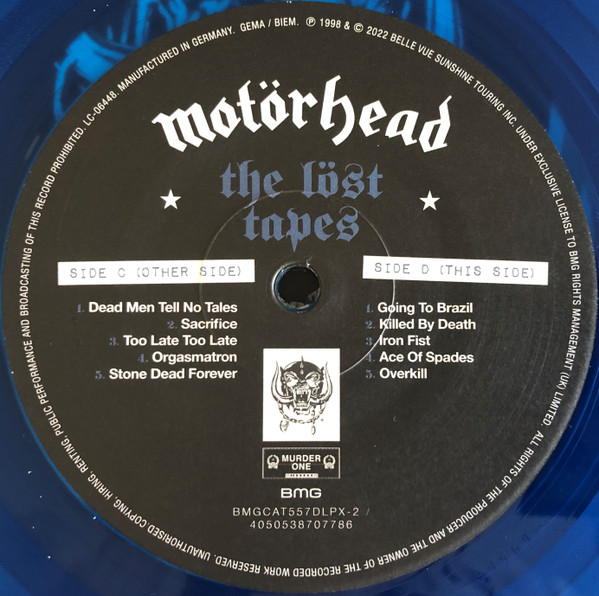 LC-06448. MANUFACTURED IN GERMANY. GEMA / BIEM. ℗ 1998 & © 2022 BELLE VUE SUNSHINE TOURING INC. UNDER EXCLUSIVE LICENSE TO BMG RIGHTS MANAGEMENT (UK) LIMITED. ALL RIGHTS OF THE PRODUCER AND THE OWNER OF THE RECORDED WORK RESERVED. UNAUTHORISED COPYING, HIRING, RENTING, PUBLIC PERFORMANCE AND BROADCASTING OF THIS RECORD PROHIBITED.
motörhead
the löst
tapes
SIDE C (OTHER SIDE)
1. Dead Men Tell No Tales
2. Sacrifice
3. Too Late Too Late
4. Orgasmatron
5. Stone Dead Forever
SIDE D (THIS SIDE)
1. Going To Brazil
2. Killed By Death
3. Iron Fist
4. Ace Of Spades
5. Overkill
MURDER
ONE
BMG
BMGCAT557DLPX-2 /
4050538707786